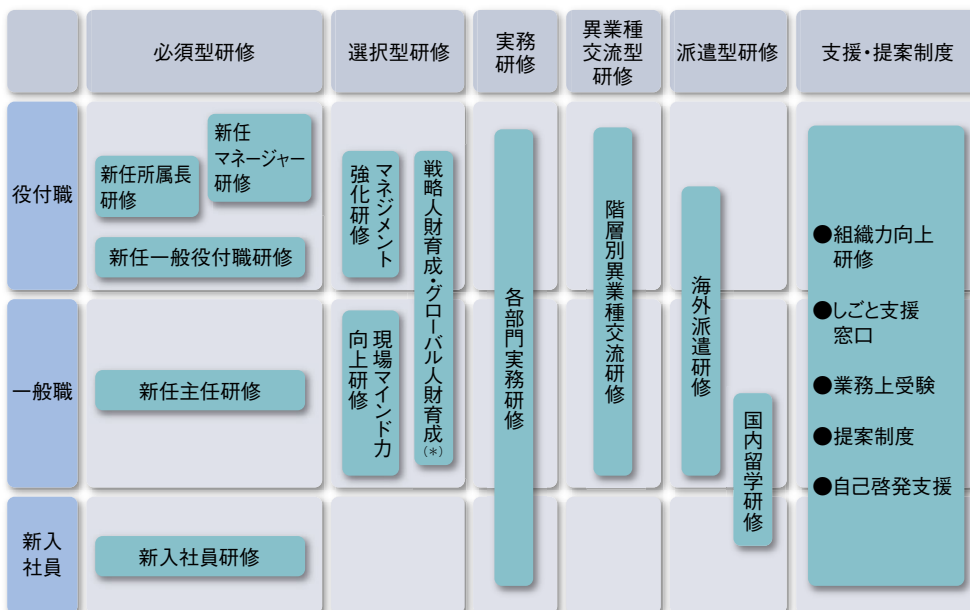 必須型研修
選択型研修
実務
研修
異業種
交流型
研修
派遣型研修
支援・提案制度
役付職
新任所属長
研修
新任
マネージャー
研修
新任一般役付職研修
マネジメント
強化研修
戦略人財育成・グローバル人財育成(*)
各部門実務研修
階層別異業種交流研修
海外派遣研修
●組織力向上
研修
●しごと支援
窓口
●業務上受験
●提案制度
●自己啓発支援
一般職
新任主任研修
現場マインド力
向上研修
国内留学研修
新入
社員
新入社員研修